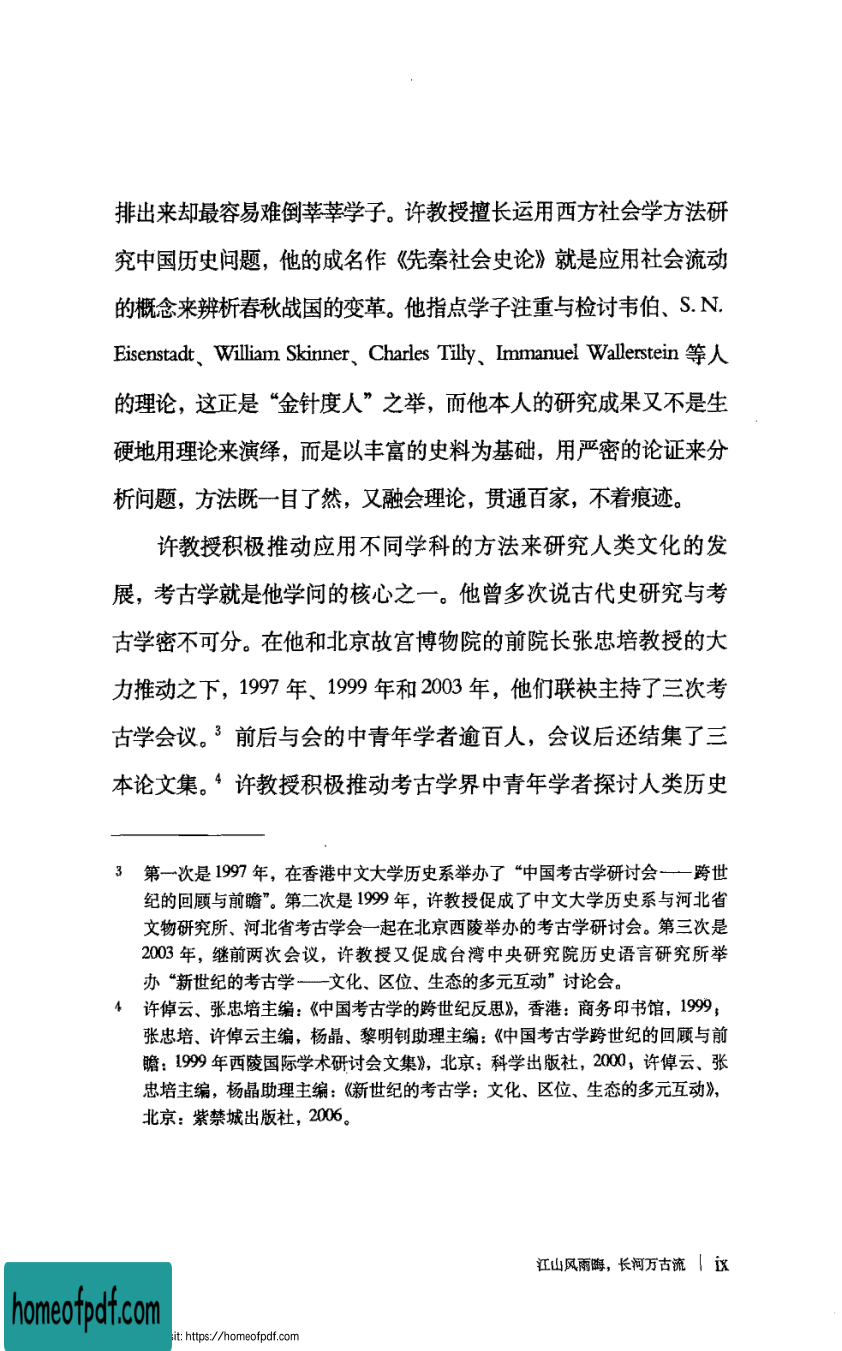 排出来却最容易难倒莘莘学子。许教授擅长运用西方社会学方法研
究中国历史问题，他的成名作《先秦社会史论》就是应用社会流动
的概念来辨析春秋战国的变革。他指点学子注重与检讨韦伯、S. N.
Eisenstadt、William Skinner、Charles Tilly、Immanuel Wallerstein 等人
的理论，这正是“金针度人”之举，而他本人的研究成果又不是生
硬地用理论来演绎，而是以丰富的史料为基础，用严密的论证来分
析问题，方法既一目了然，又融会理论，贯通百家，不着痕迹。
许教授积极推动应用不同学科的方法来研究人类文化的发
展，考古学就是他学问的核心之一。他曾多次说古代史研究与考
古学密不可分。在他和北京故宫博物院的前院长张忠培教授的大
力推动之下，1997 年、1999 年和 2003 年，他们联袂主持了三次考
古学会议。3 前后与会的中青年学者逾百人，会议后还结集了三
本论文集。4 许教授积极推动考古学界中青年学者探讨人类历史
3 第一次是 1997 年，在香港中文大学历史系举办了“中国考古学研讨会——跨世
纪的回顾与前瞻”。第二次是 1999 年，许教授促成了中文大学历史系与河北省
文物研究所、河北省考古学会一起在北京西陵举办的考古学研讨会。第三次是
2003 年，继前两次会议，许教授又促成台湾中央研究院历史语言研究所举
办“新世纪的考古学——文化、区位、生态的多元互动”讨论会。
4 许倬云、张忠培主编：《中国考古学的跨世纪反思》，香港：商务印书馆，1999；
张忠培、许倬云主编，杨晶、黎明钊助理主编：《中国考古学跨世纪的回顾与前
瞻：1999 年西陵国际学术研讨会文集》，北京：科学出版社，2000；许倬云、张
忠培主编，杨晶助理主编：《新世纪的考古学：文化、区位、生态的多元互动》，
北京：紫禁城出版社，2006。
江山风雨晦，长河万古流 | ix
homeofpdf.com
sit: https://homeofpdf.com